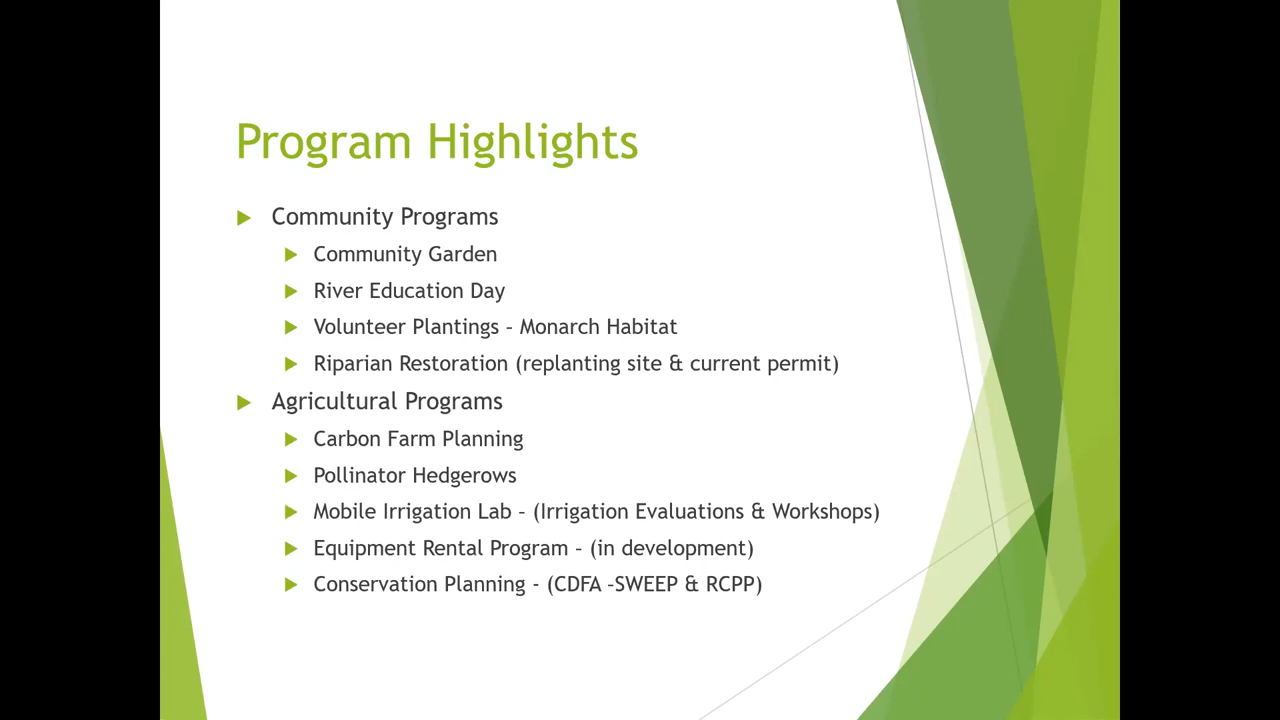 Program Highlights
Community Programs
Community Garden
River Education Day
Volunteer Plantings – Monarch Habitat
Riparian Restoration (replanting site & current permit)
Agricultural Programs
Carbon Farm Planning
Pollinator Hedgerows
Mobile Irrigation Lab – (Irrigation Evaluations & Workshops)
Equipment Rental Program – (in development)
Conservation Planning - (CDFA –SWEEP & RCPP)